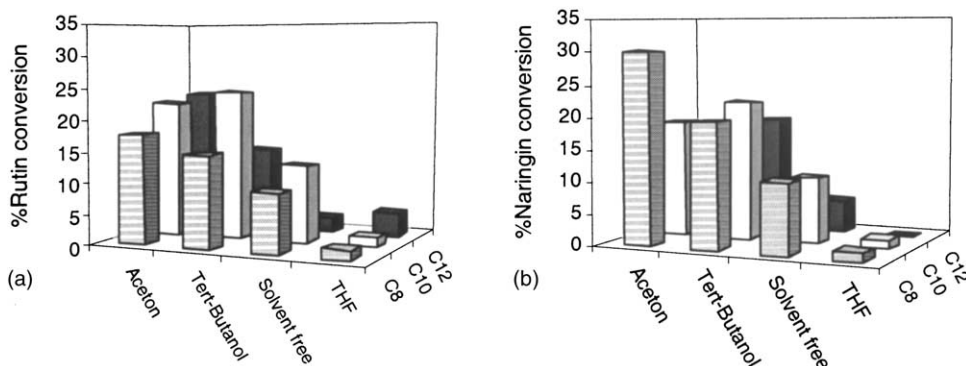 %Rutin conversion
35
30
25
20
15
10
5
0
Aceton
Tert-Butanol
Solvent free
THF
C8
C10
C12
(a)
%Naringin conversion
35
30
25
20
15
10
5
0
Aceton
Tert-Butanol
Solvent free
THF
C8
C10
C12
(b)